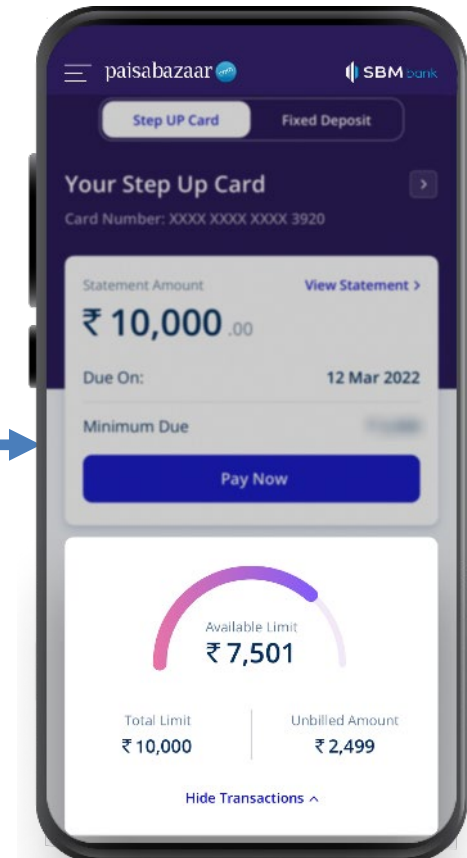 paisabazaar SBM bank
Step UP Card Fixed Deposit
Your Step Up Card
Card Number: XXXX XXXX XXXX 3920
Statement Amount View Statement >
₹ 10,000.00
Due On: 12 Mar 2022
Minimum Due
Pay Now
Available Limit
₹ 7,501
Total Limit Unbilled Amount
₹ 10,000 ₹ 2,499
Hide Transactions